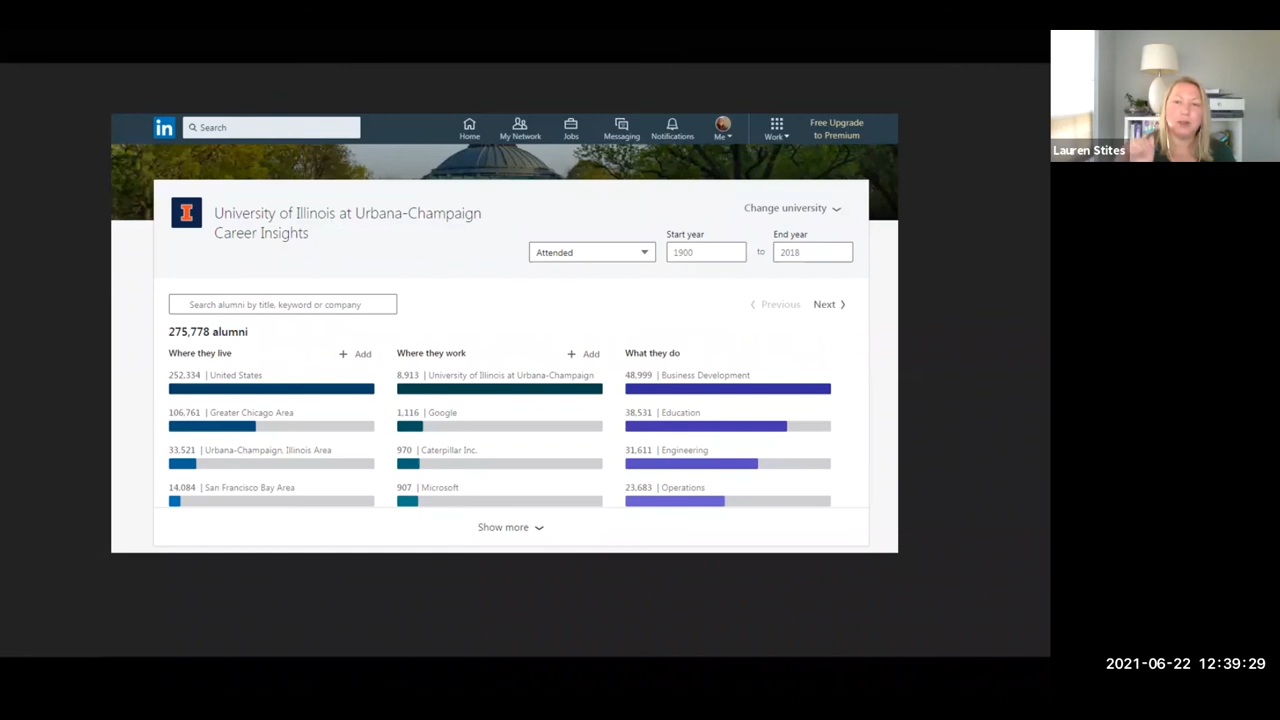 in
Search
Home
My Network
Jobs
Messaging
Notifications
Me
Work
Free Upgrade
to Premium
Lauren Stites
I
University of Illinois at Urbana-Champaign
Career Insights
Change university
Start year
End year
Attended
1900
to
2018
Search alumni by title, keyword or company
Previous
Next
275,778 alumni
Where they live
+ Add
Where they work
+ Add
What they do
252,334 | United States
8,913 | University of Illinois at Urbana-Champaign
48,999 | Business Development
106,761 | Greater Chicago Area
1,116 | Google
38,531 | Education
33,521 | Urbana-Champaign, Illinois Area
970 | Caterpillar Inc.
31,611 | Engineering
14,084 | San Francisco Bay Area
907 | Microsoft
23,683 | Operations
Show more
2021-06-22 12:39:29